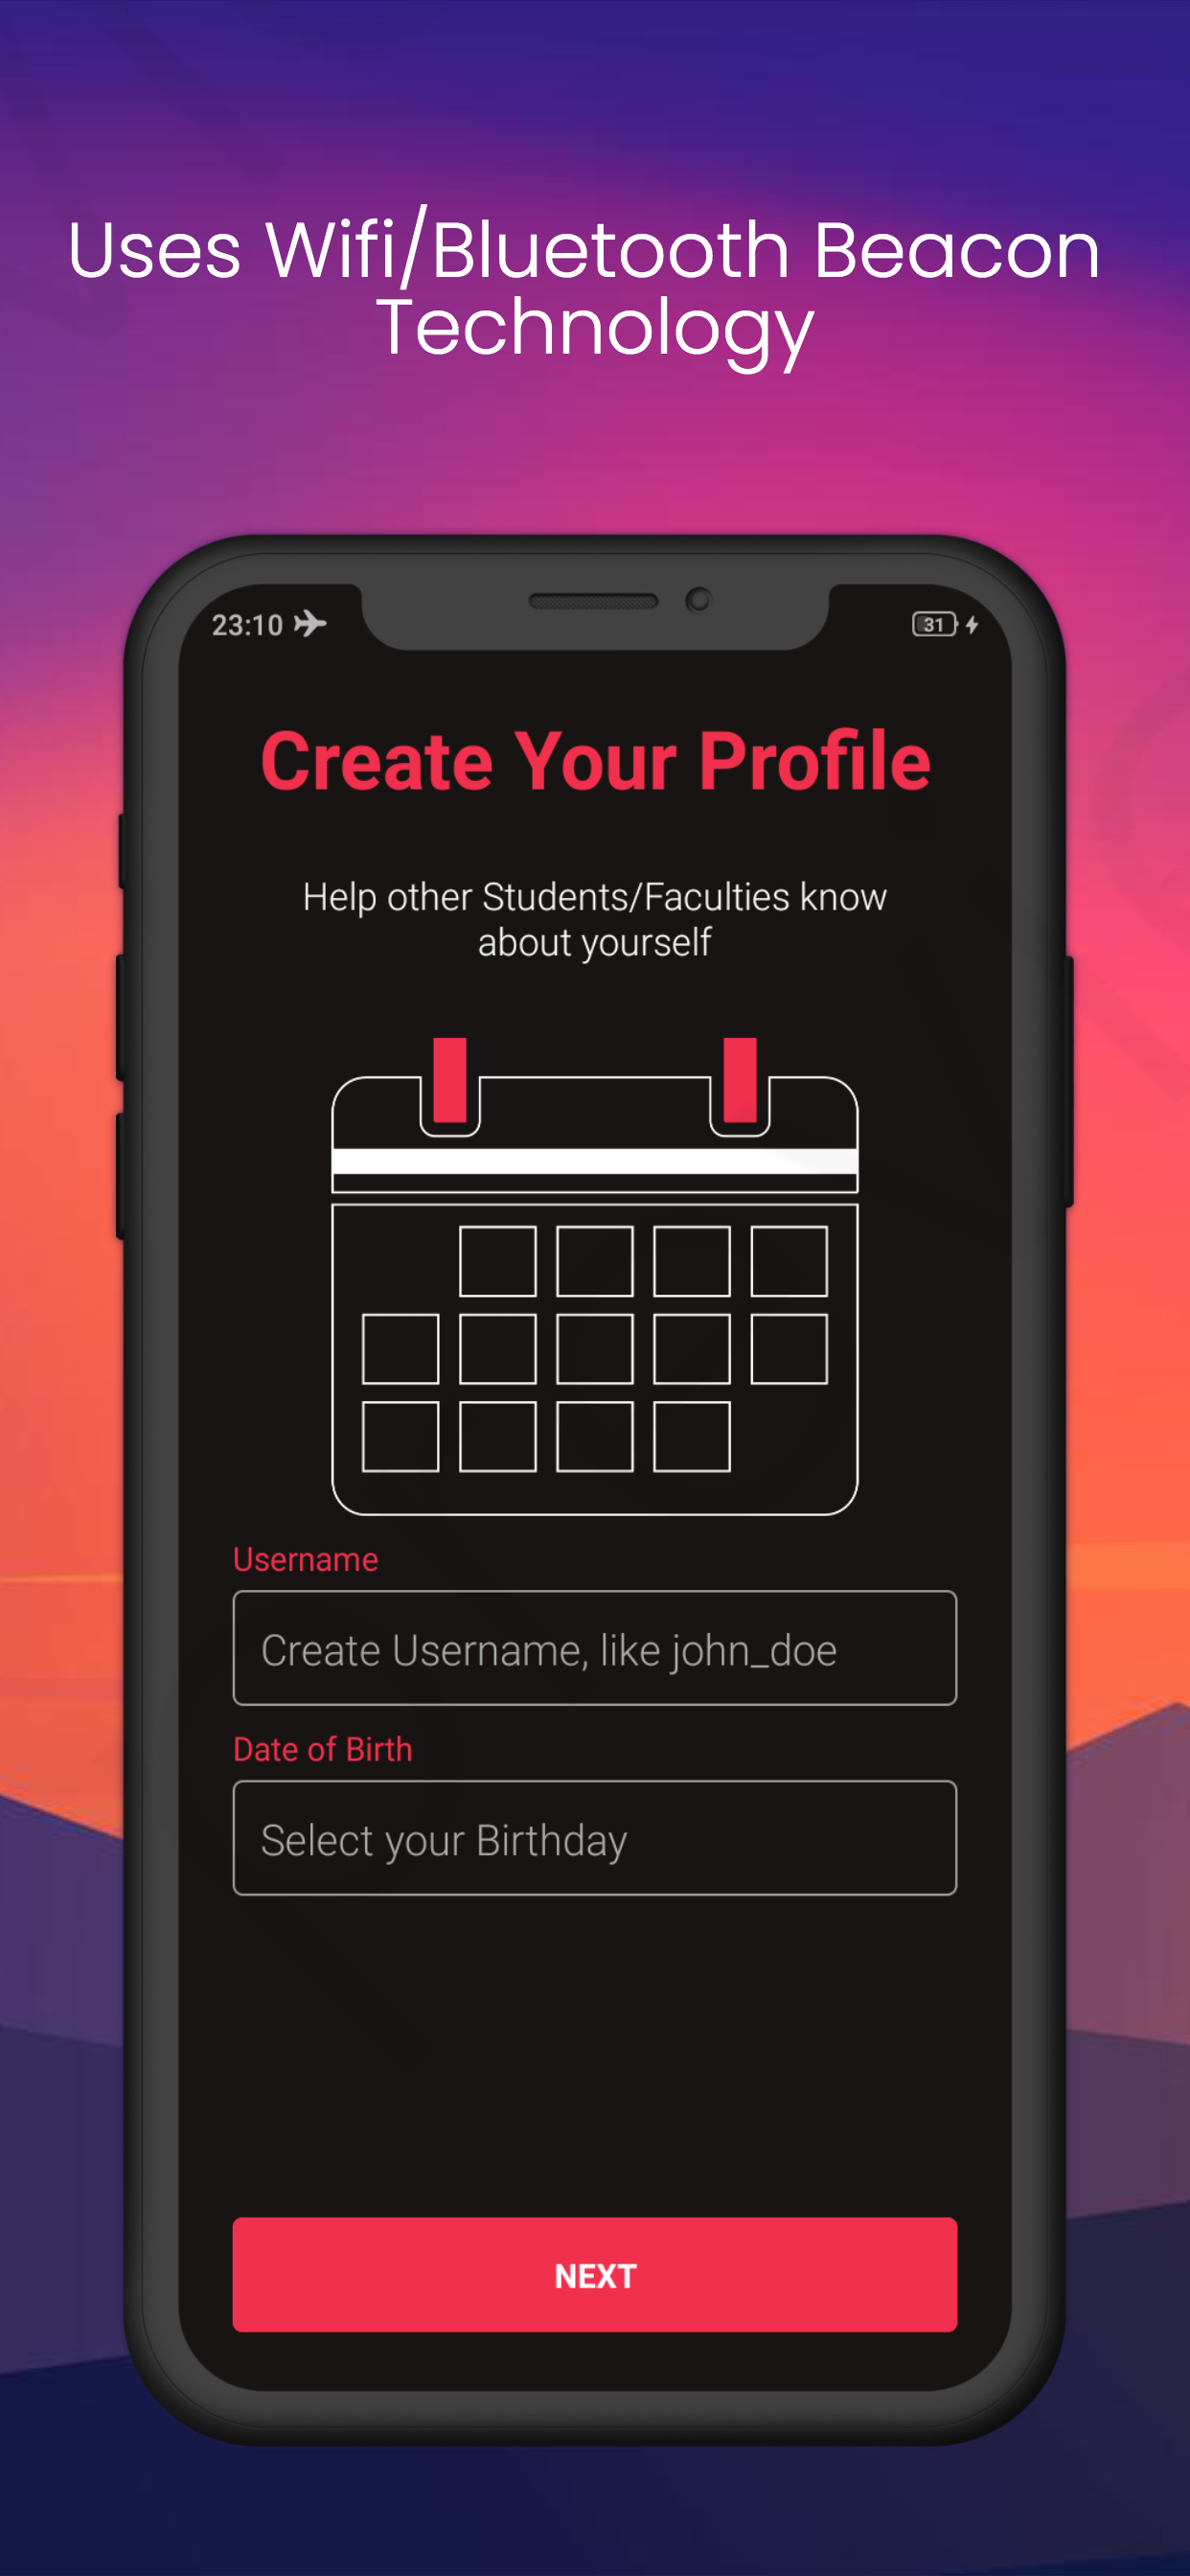 Uses Wifi/Bluetooth Beacon
Technology
23:10
31
Create Your Profile
Help other Students/Faculties know
about yourself
Username
Create Username, like john_doe
Date of Birth
Select your Birthday
NEXT